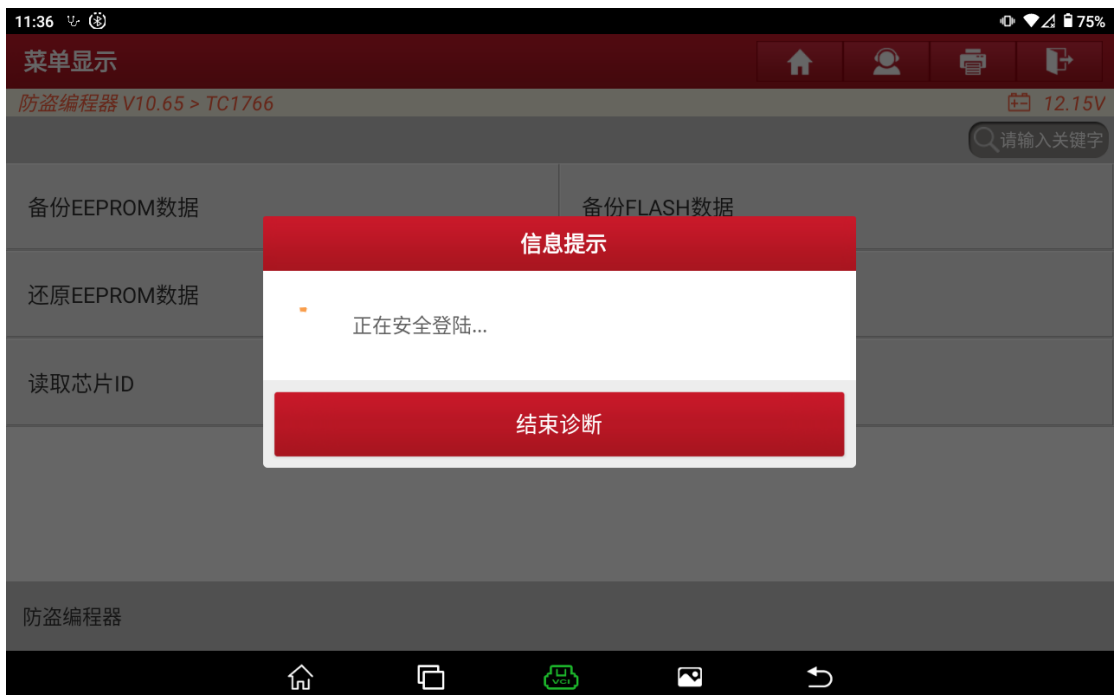 11:36
75%
菜单显示
防盗编程器 V10.65 > TC1766
12.15V
请输入关键字
备份EEPROM数据
备份FLASH数据
信息提示
还原EEPROM数据
正在安全登陆...
读取芯片ID
结束诊断
防盗编程器
VCI